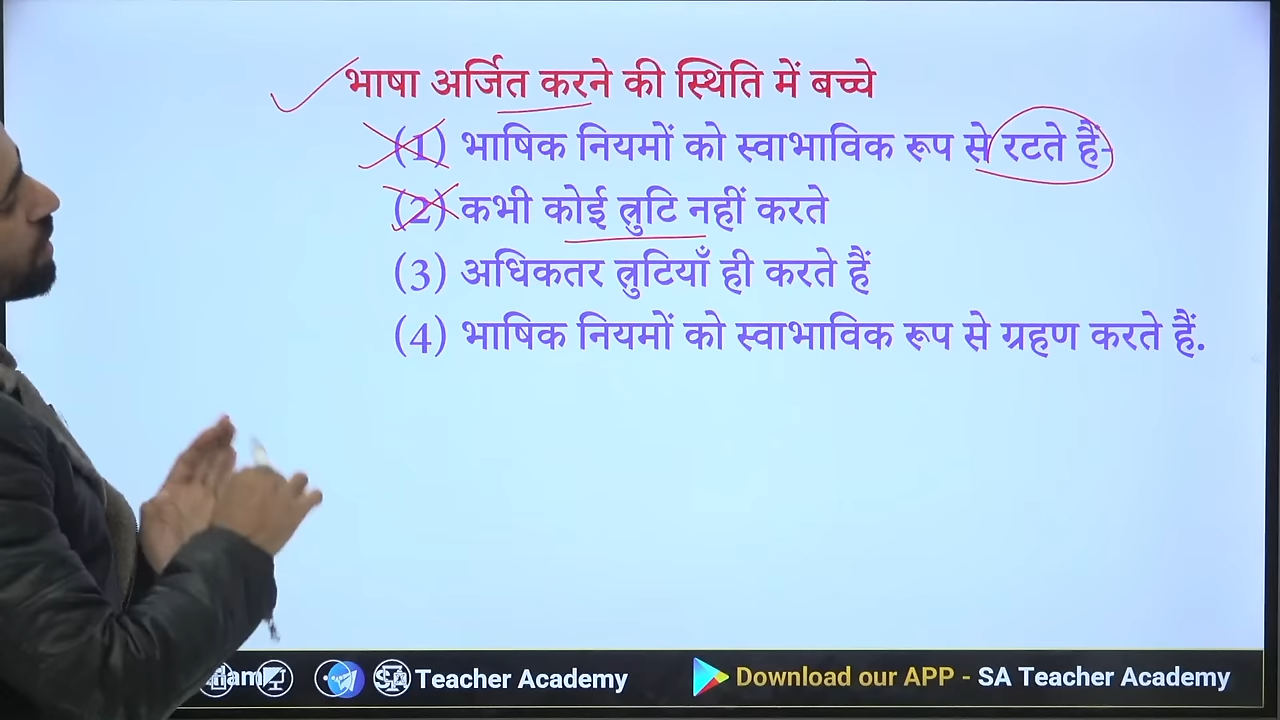 भाषा अर्जित करने की स्थिति में बच्चे
(1) भाषिक नियमों को स्वाभाविक रूप से रटते हैं-
(2) कभी कोई त्रुटि नहीं करते
(3) अधिकतर त्रुटियाँ ही करते हैं
(4) भाषिक नियमों को स्वाभाविक रूप से ग्रहण करते हैं.
Teacher Academy
Download our APP - SA Teacher Academy